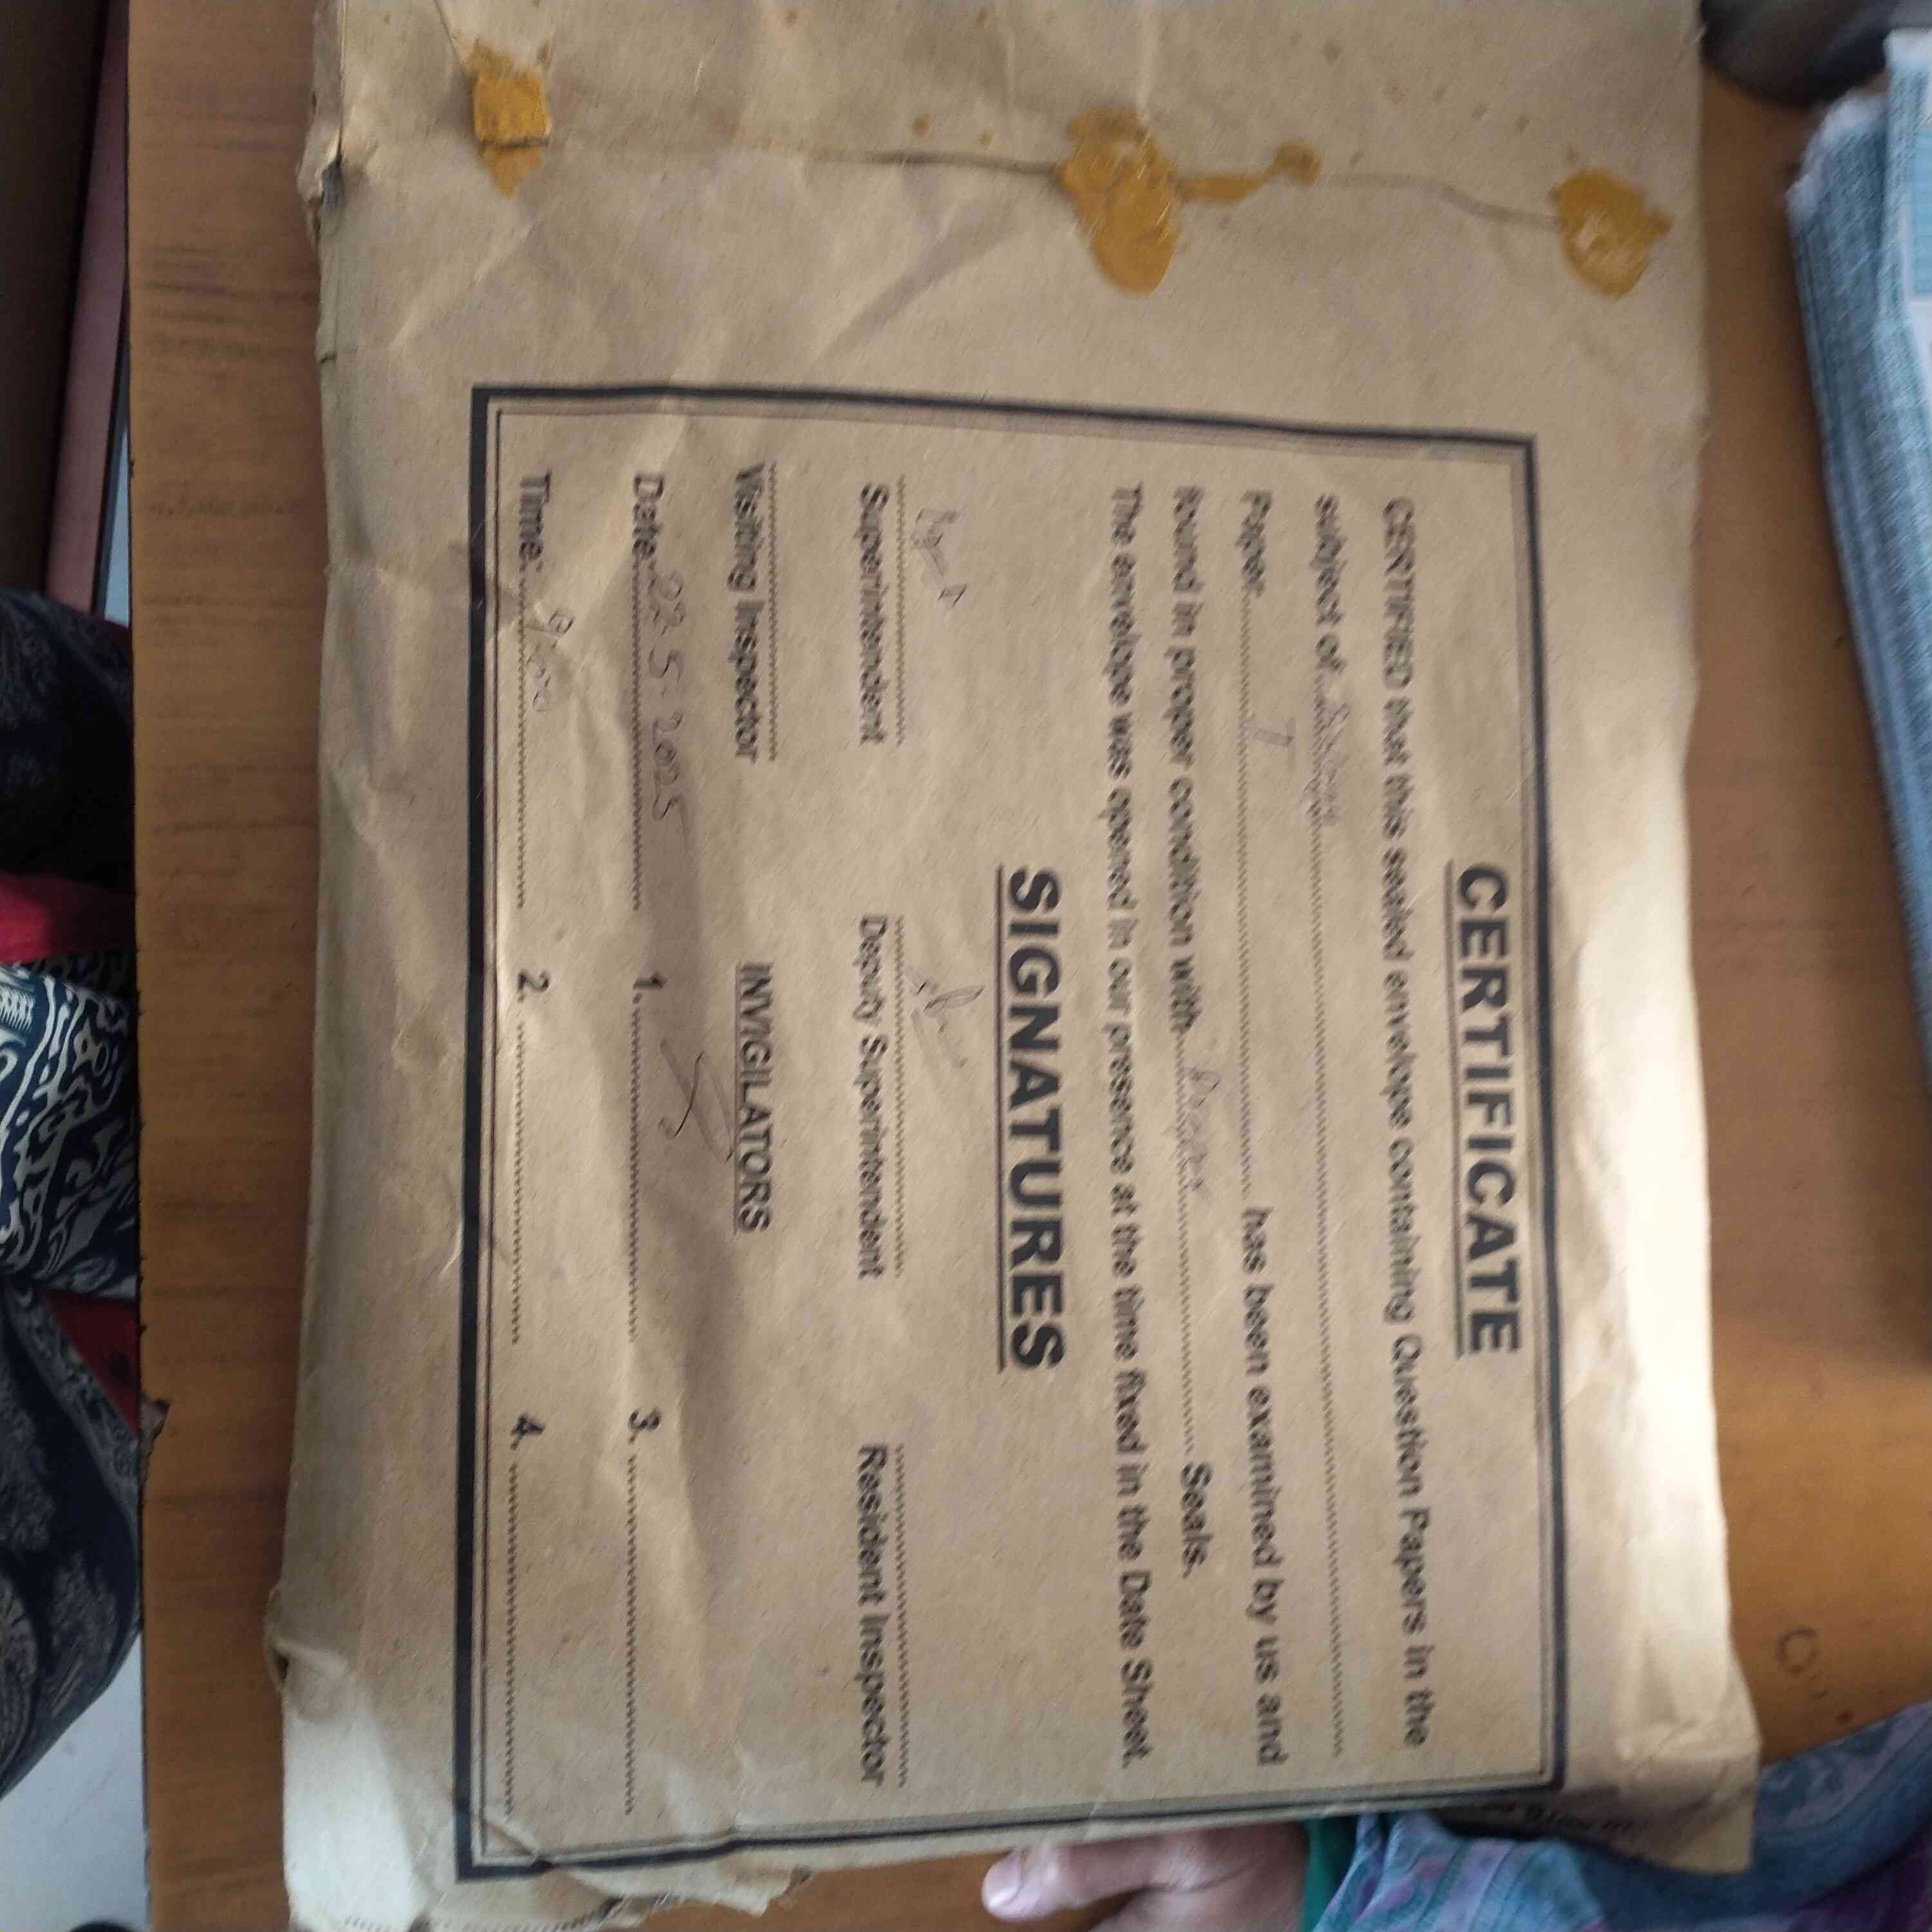 CERTIFICATE
CERTIFIED that this sealed envelope containing Question Papers in the
subject of
Paper I has been examined by us and
found in proper condition with Seals.
The envelope was opened in our presence at the time fixed in the Date Sheet.
SIGNATURES
Superintendent Deputy Superintendent Resident Inspector
Visiting Inspector INVIGILATORS
Date: 22-5-2025 1. 3.
Time: 9:00 2. 4.